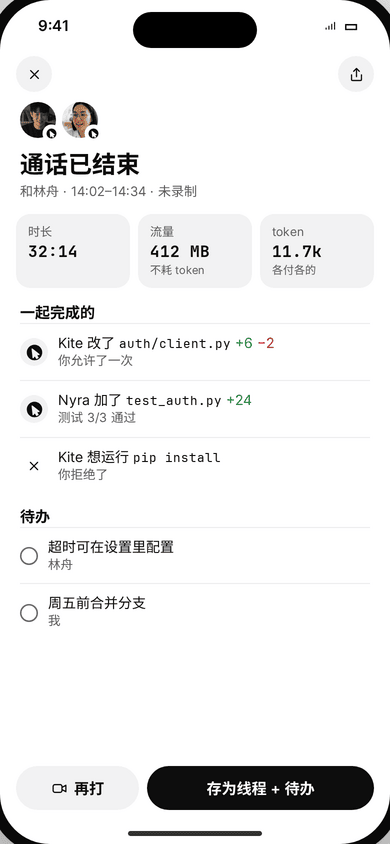 9:41
通话已结束
和林舟 · 14:02–14:34 · 未录制
时长
32:14
流量
412 MB
不耗 token
token
11.7k
各付各的
一起完成的
Kite 改了 auth/client.py +6 −2
你允许了一次
Nyra 加了 test_auth.py +24
测试 3/3 通过
Kite 想运行 pip install
你拒绝了
待办
超时可在设置里配置
林舟
周五前合并分支
我
再打
存为线程 + 待办